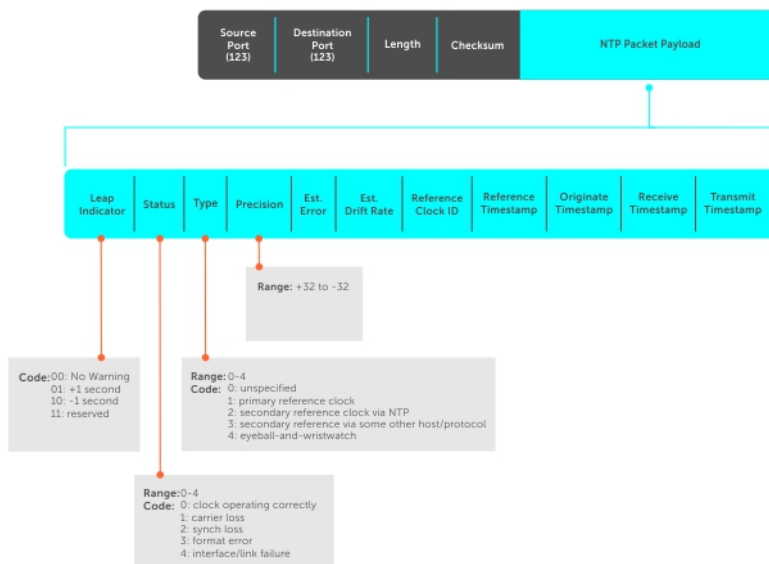 Source
Port
(123)
Destination
Port
(123)
Length
Checksum
NTP Packet Payload
Leap
Indicator
Status
Type
Precision
Est.
Error
Est.
Drift Rate
Reference
Clock ID
Reference
Timestamp
Originate
Timestamp
Receive
Timestamp
Transmit
Timestamp
Range: +32 to -32
Code: 00: No Warning
01: +1 second
10: -1 second
11: reserved
Range: 0-4
Code: 0: unspecified
1: primary reference clock
2: secondary reference clock via NTP
3: secondary reference via some other host/protocol
4: eyeball-and-wristwatch
Range: 0-4
Code: 0: clock operating correctly
1: carrier loss
2: synch loss
3: format error
4: interface/link failure